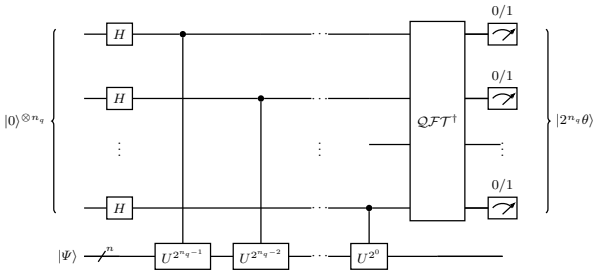 0/1
H ···
0/1
H ···
|0⟩^{⊗n_q} ⋮ ⋮ 𝒬ℱ𝒯^† ⋮ |2^{n_q}θ⟩
0/1
H ···
|Ψ⟩ n U^{2^{n_q−1}} U^{2^{n_q−2}} ··· U^{2^0}